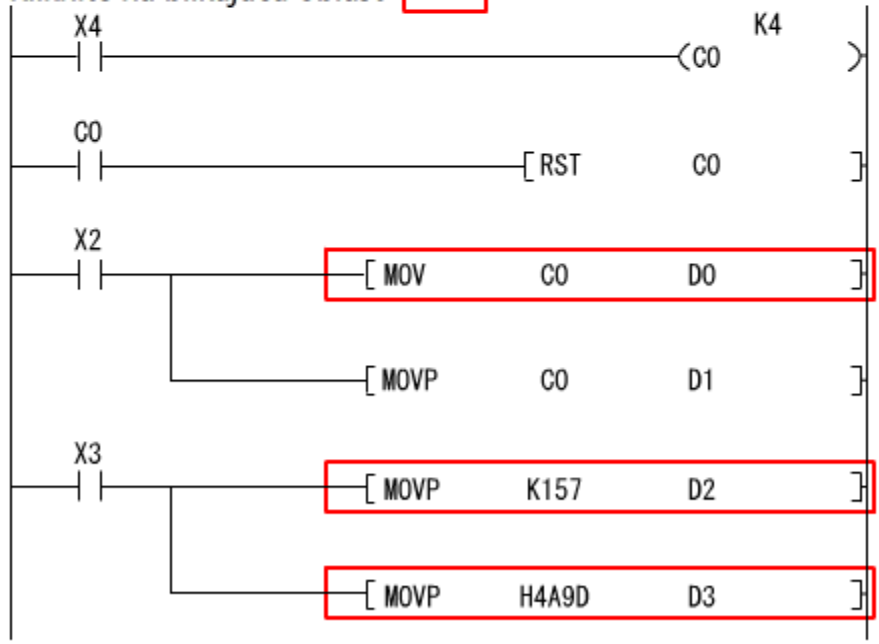 X4 K4
(C0 )
C0
[ RST C0 ]
X2
[ MOV C0 D0 ]
[ MOVP C0 D1 ]
X3
[ MOVP K157 D2 ]
[ MOVP H4A9D D3 ]